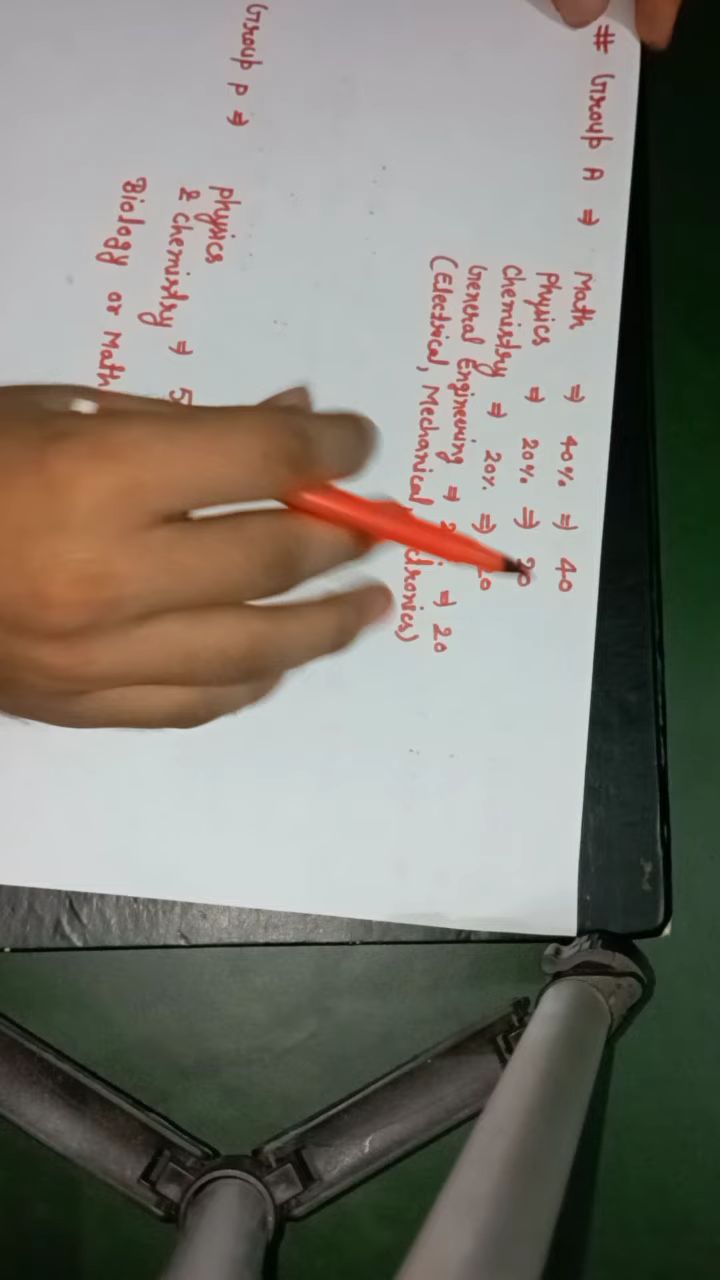 # Group A ⇒
Math ⇒ 40% ⇒ 40
Physics ⇒ 20% ⇒ 20
Chemistry ⇒ 20% ⇒ 20
General Engineering ⇒ ⇒ 20
(Electrical, Mechanical
Group P ⇒
Physics
& Chemistry ⇒
Biology or Math